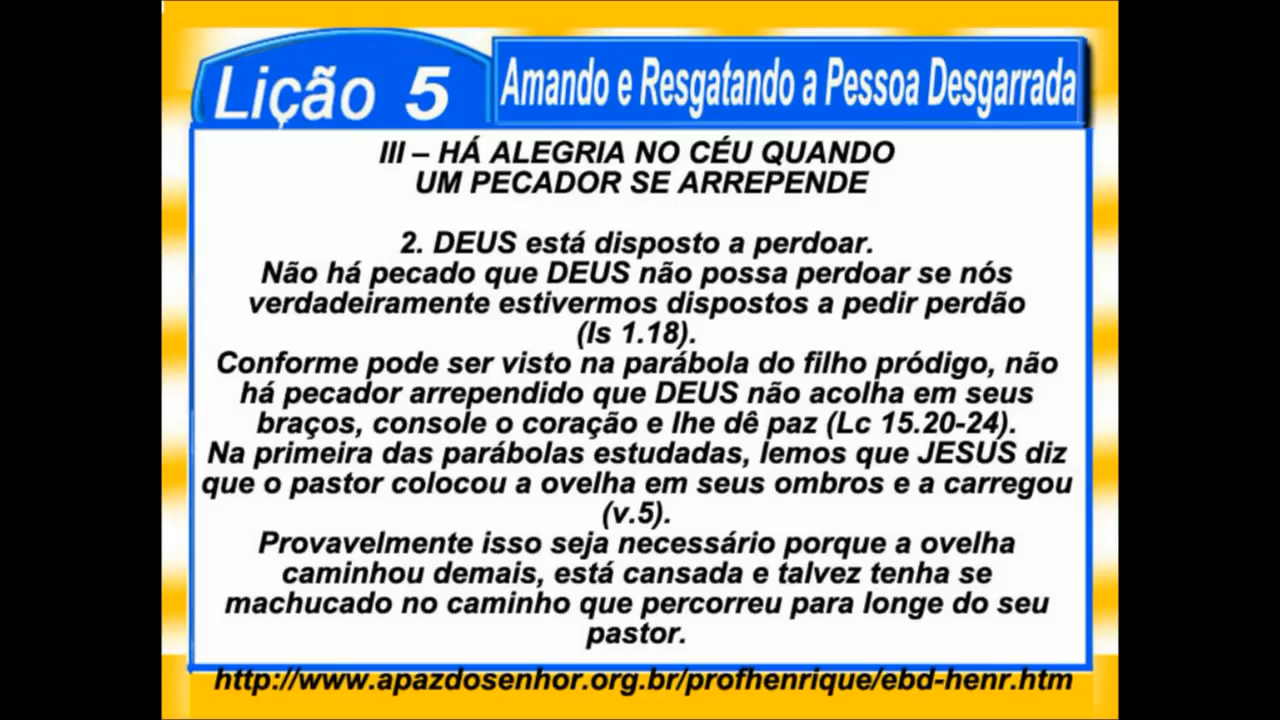 Lição 5
Amando e Resgatando a Pessoa Desgarrada
III – HÁ ALEGRIA NO CÉU QUANDO
UM PECADOR SE ARREPENDE
2. DEUS está disposto a perdoar.
Não há pecado que DEUS não possa perdoar se nós
verdadeiramente estivermos dispostos a pedir perdão
(Is 1.18).
Conforme pode ser visto na parábola do filho pródigo, não
há pecador arrependido que DEUS não acolha em seus
braços, console o coração e lhe dê paz (Lc 15.20-24).
Na primeira das parábolas estudadas, lemos que JESUS diz
que o pastor colocou a ovelha em seus ombros e a carregou
(v.5).
Provavelmente isso seja necessário porque a ovelha
caminhou demais, está cansada e talvez tenha se
machucado no caminho que percorreu para longe do seu
pastor.
http://www.apazdosenhor.org.br/profhenrique/ebd-henr.htm